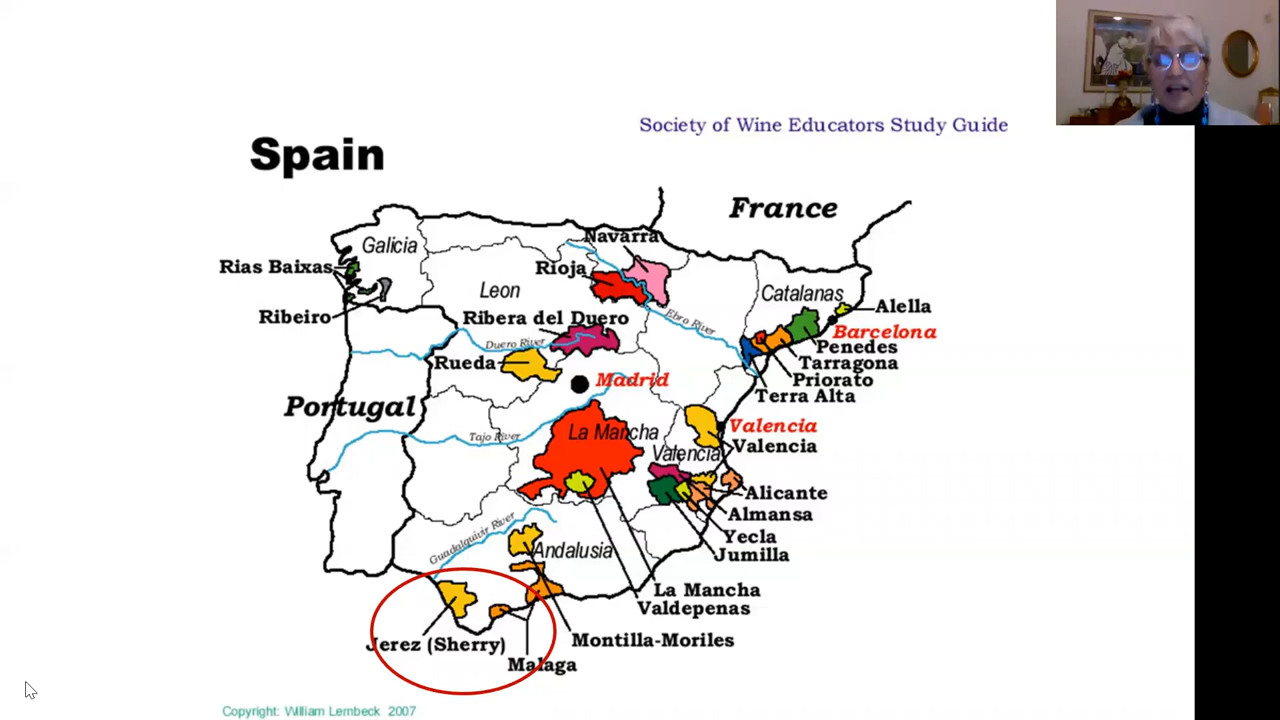 Society of Wine Educators Study Guide
Spain
France
Navarra
Galicia
Rias Baixas
Rioja
Leon
Catalanas
Alella
Ribeiro
Ribera del Duero
Ebro River
Barcelona
Duero River
Penedes
Rueda
Tarragona
Madrid
Priorato
Terra Alta
Portugal
Valencia
La Mancha
Tajo River
Valencia
Valencia
Alicante
Almansa
Guadalquivir River
Yecla
Andalusia
Jumilla
La Mancha
Valdepenas
Jerez (Sherry)
Montilla-Moriles
Malaga
Copyright: William Lembeck 2007